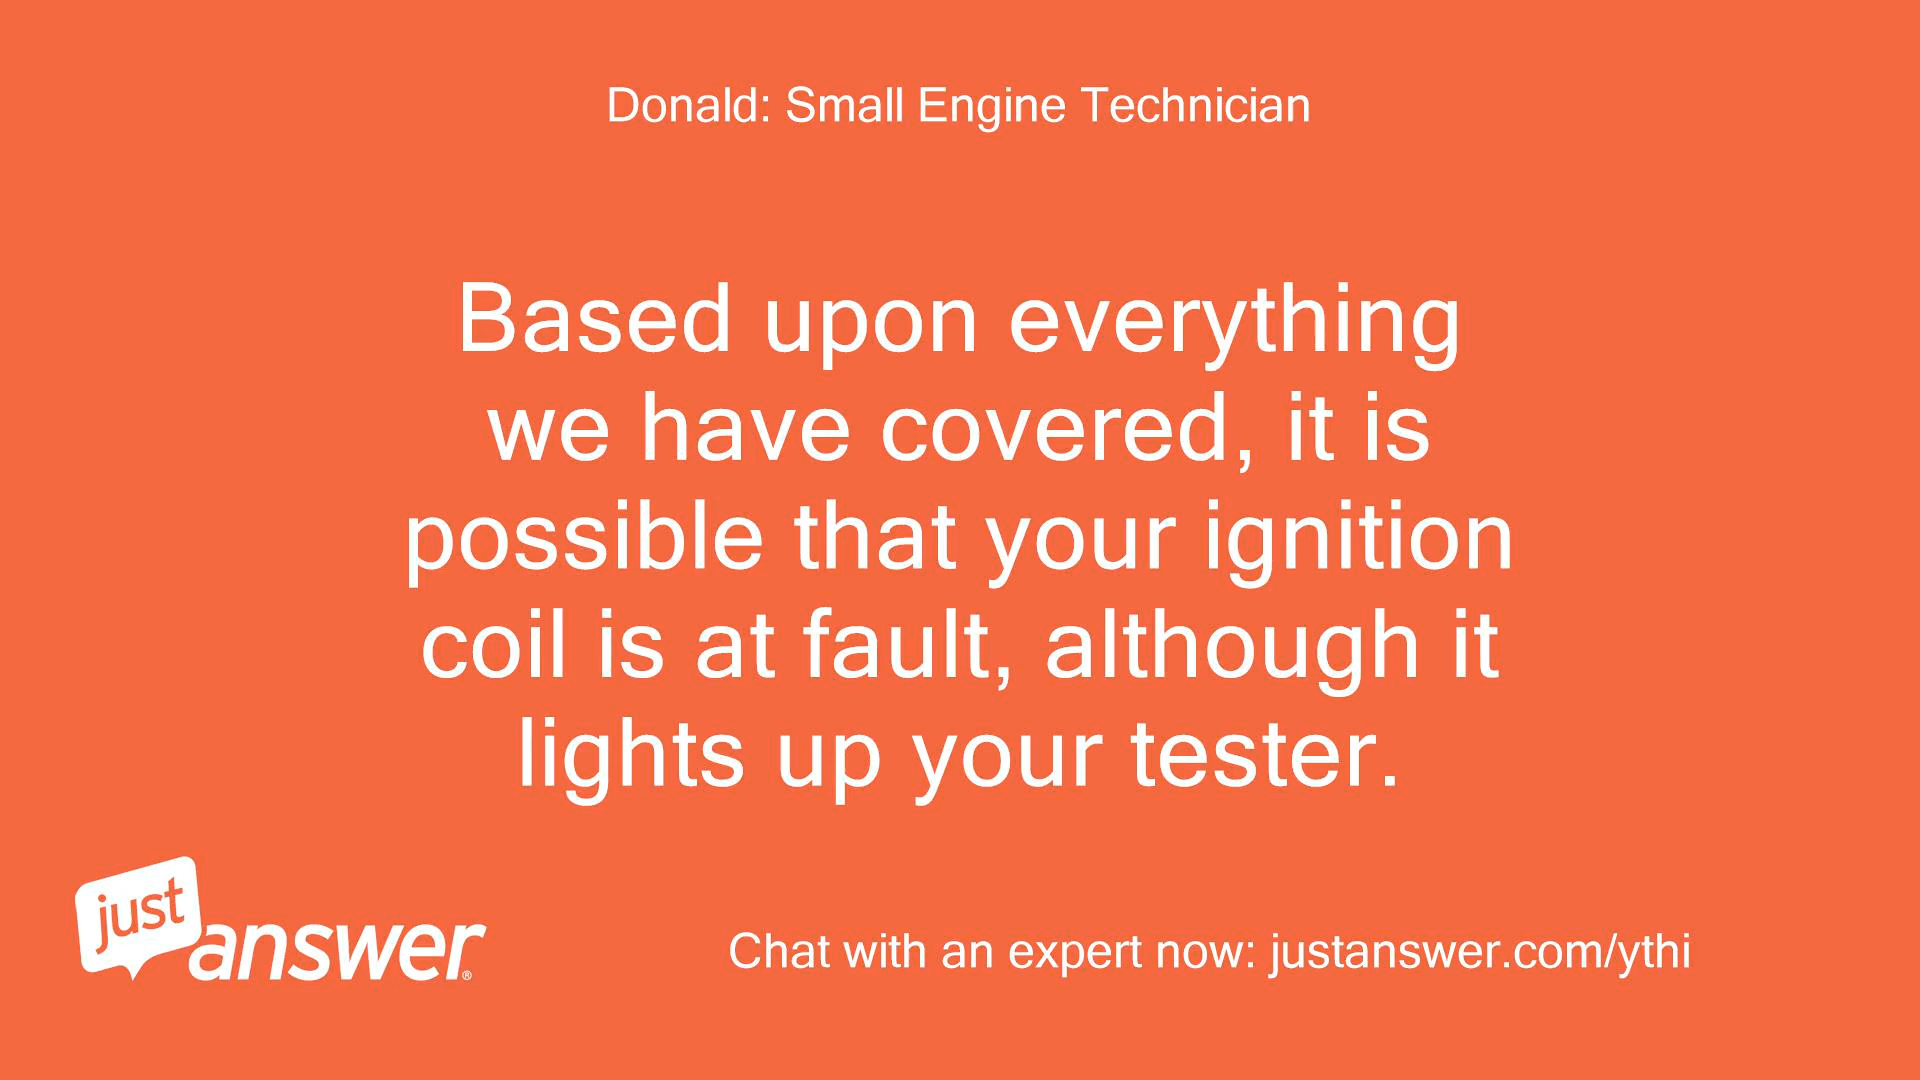 Donald: Small Engine Technician
Based upon everything
we have covered, it is
possible that your ignition
coil is at fault, although it
lights up your tester.
just
answer®
Chat with an expert now: justanswer.com/ythi